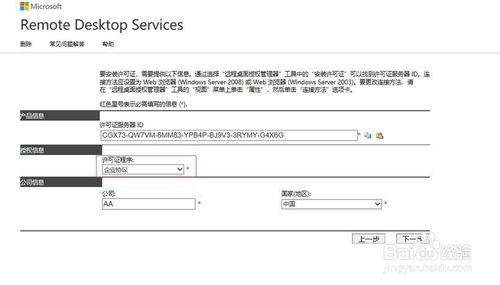 Microsoft
Remote Desktop Services
删除 常见问题解答 帮助
要安装许可证，需要提供以下信息。通过选择“远程桌面授权管理器”工具中的“安装许可证”可以找到许可证服务器 ID。连
接方法应设置为 Web 浏览器 (Windows Server 2008) 或 Web 浏览器 (Windows Server 2003)。要更改连接方法，请
在“远程桌面授权管理器”工具的“视图”菜单上单击“属性”，然后单击“连接方法”选项卡。
红色星号表示必需填写的信息 (*)。
产品信息
许可证服务器 ID
CGX73-QW7VM-6MM83-YPB4P-BJ9V3-3RYMY-G4X6G *
授权信息
许可证程序:
企业协议 *
公司信息
公司: 国家(地区):
AA * 中国 *
上一步 下一步
Baidu经验
jingyan.baidu.com